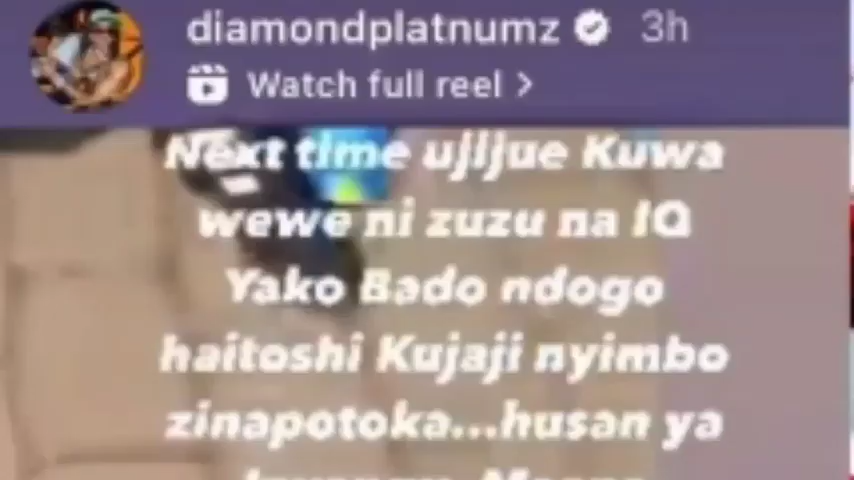 diamondplatnumz 3h
Watch full reel >
Next time ujijue Kuwa
wewe ni zuzu na IQ
Yako Bado ndogo
haitoshi Kujaji nyimbo
zinapotoka...husan ya